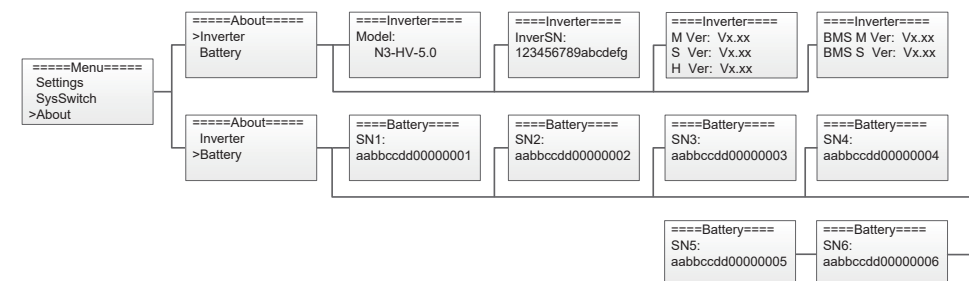 =====Menu=====
Settings
SysSwitch
>About
=====About=====
>Inverter
Battery
====Inverter====
Model:
N3-HV-5.0
====Inverter====
InverSN:
123456789abcdefg
====Inverter====
M Ver:  Vx.xx
S  Ver:  Vx.xx
H  Ver:  Vx.xx
====Inverter====
BMS M Ver:  Vx.xx
BMS S  Ver:  Vx.xx
=====About=====
Inverter
>Battery
====Battery====
SN1:
aabbccdd00000001
====Battery====
SN2:
aabbccdd00000002
====Battery====
SN3:
aabbccdd00000003
====Battery====
SN4:
aabbccdd00000004
====Battery====
SN5:
aabbccdd00000005
====Battery====
SN6:
aabbccdd00000006